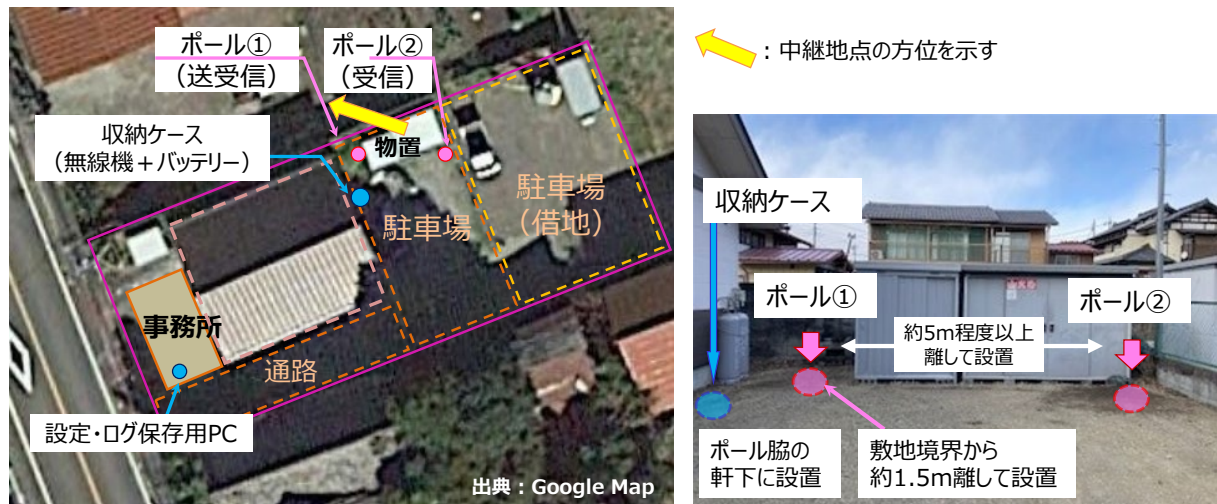 ポール①
（送受信）
ポール②
（受信）
：中継地点の方位を示す
収納ケース
（無線機＋バッテリー）
物置
駐車場
駐車場
（借地）
事務所
通路
設定・ログ保存用PC
出典：Google Map
収納ケース
ポール①
ポール②
約5m程度以上
離して設置
ポール脇の
軒下に設置
敷地境界から
約1.5m離して設置